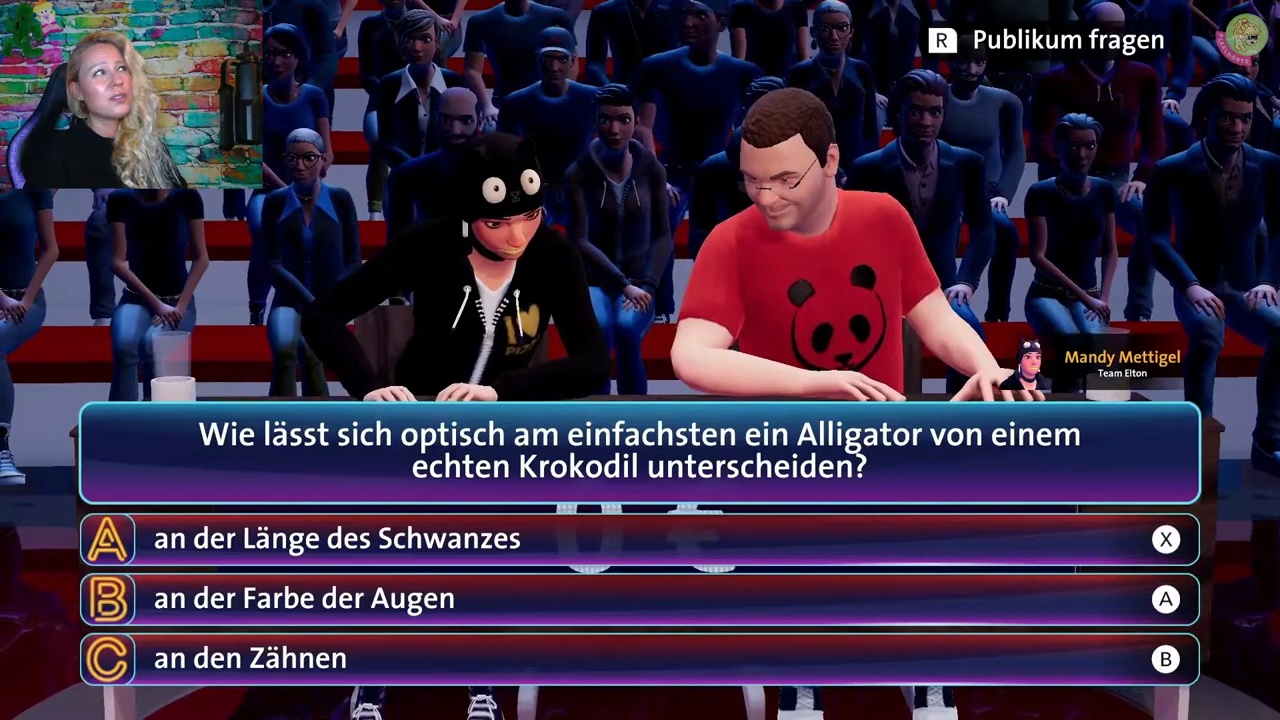 R Publikum fragen
I ♥
PIZZA
Mandy Mettigel
Team Elton
Wie lässt sich optisch am einfachsten ein Alligator von einem
echten Krokodil unterscheiden?
A an der Länge des Schwanzes X
B an der Farbe der Augen A
C an den Zähnen B